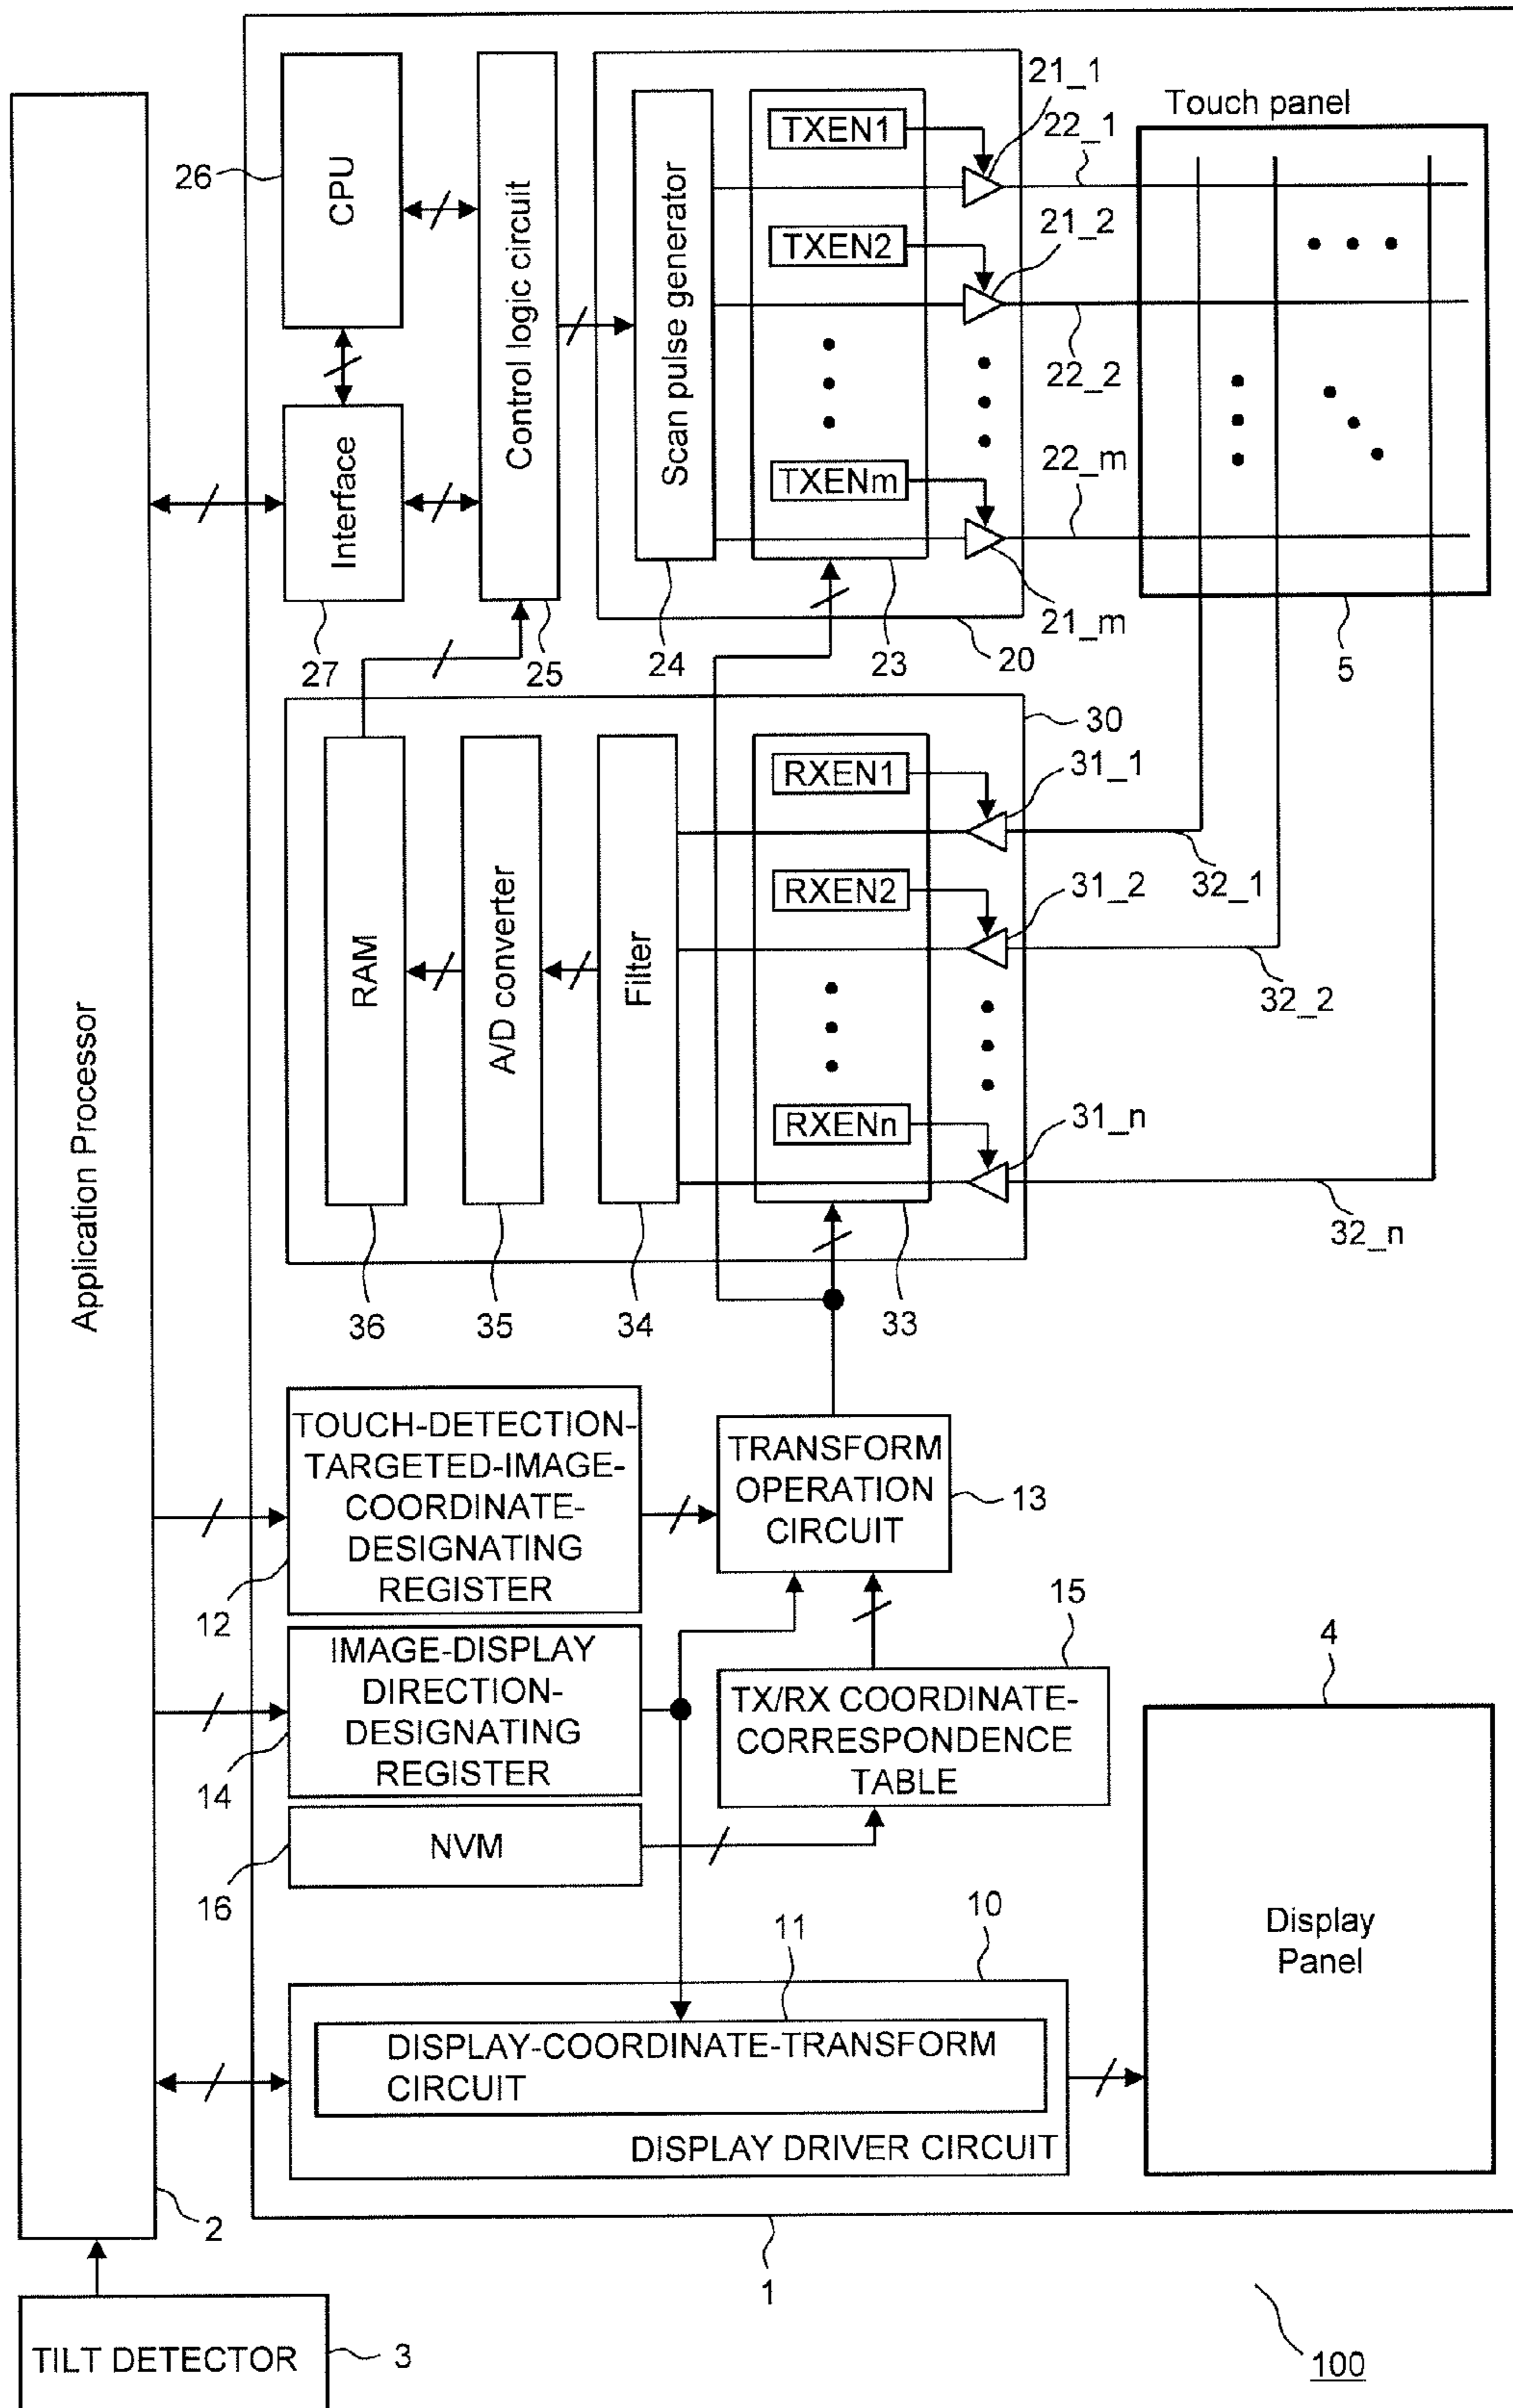 21_1
Touch panel
22_1
26
CPU
Control logic circuit
Scan pulse generator
TXEN1
21_2
TXEN2
22_2
Interface
22_m
TXENm
27
25
24
23
20
21_m
5
30
RXEN1
31_1
RAM
A/D converter
Filter
RXEN2
31_2
32_1
32_2
RXENn
31_n
32_n
36
35
34
33
Application Processor
TOUCH-DETECTION-
TARGETED-IMAGE-
COORDINATE-
DESIGNATING
REGISTER
12
TRANSFORM
OPERATION
CIRCUIT
13
IMAGE-DISPLAY
DIRECTION-
DESIGNATING
REGISTER
14
15
TX/RX COORDINATE-
CORRESPONDENCE
TABLE
4
NVM
16
10
11
Display
Panel
DISPLAY-COORDINATE-TRANSFORM
CIRCUIT
DISPLAY DRIVER CIRCUIT
2
1
TILT DETECTOR
3
100